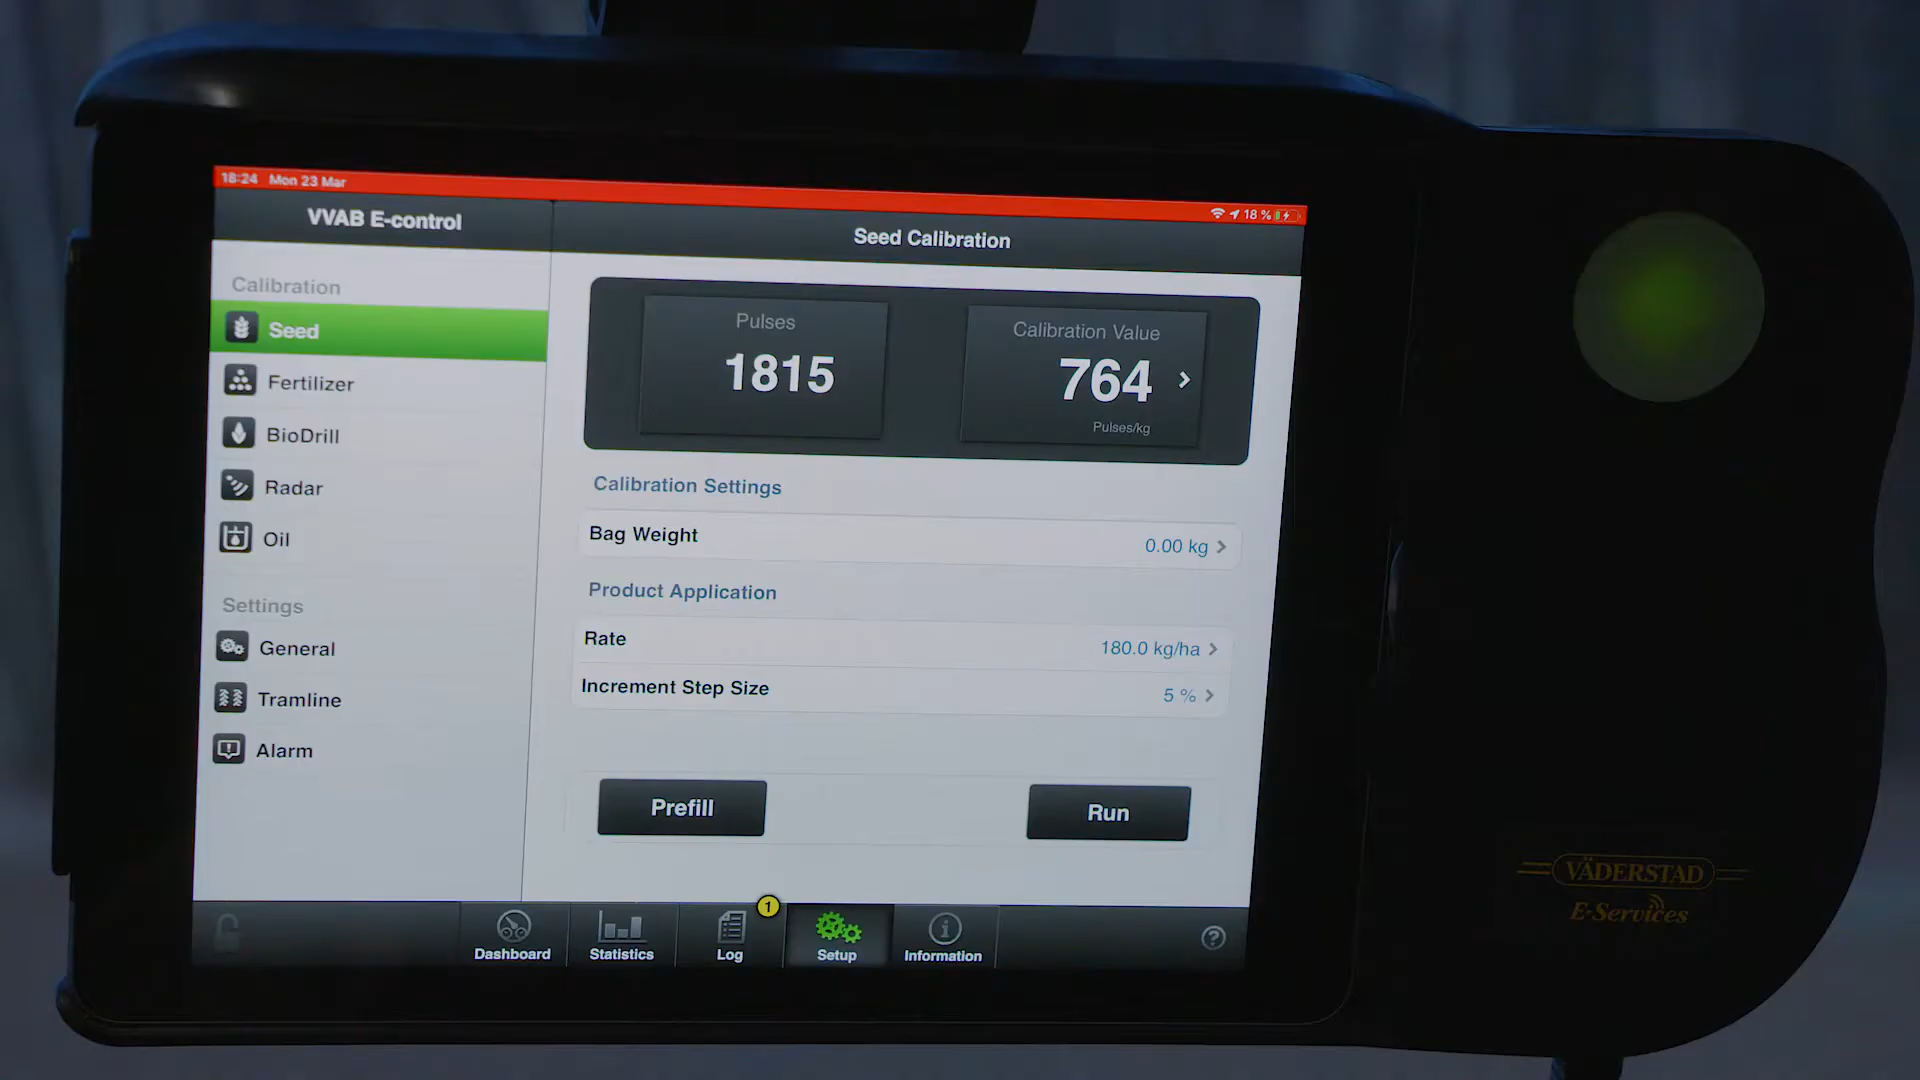 18:24 Mon 23 Mar
18 %
VVAB E-control
Seed Calibration
Calibration
Seed
Fertilizer
BioDrill
Radar
Oil
Settings
General
Tramline
Alarm
Pulses
1815
Calibration Value
764
Pulses/kg
Calibration Settings
Bag Weight 0.00 kg
Product Application
Rate 180.0 kg/ha
Increment Step Size 5 %
Prefill
Run
Dashboard
Statistics
1
Log
Setup
Information
?
VÄDERSTAD
E-Services